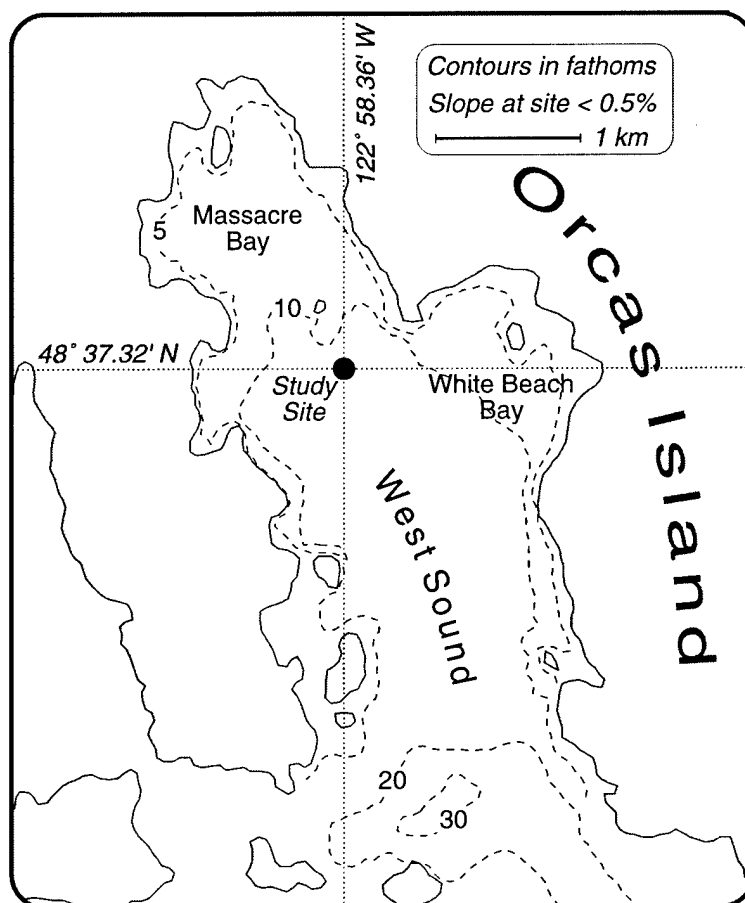 Contours in fathoms
Slope at site < 0.5%
1 km
122° 58.36' W
Orcas Island
Massacre
Bay
5
10
48° 37.32' N
Study
Site
White Beach
Bay
West Sound
20
30